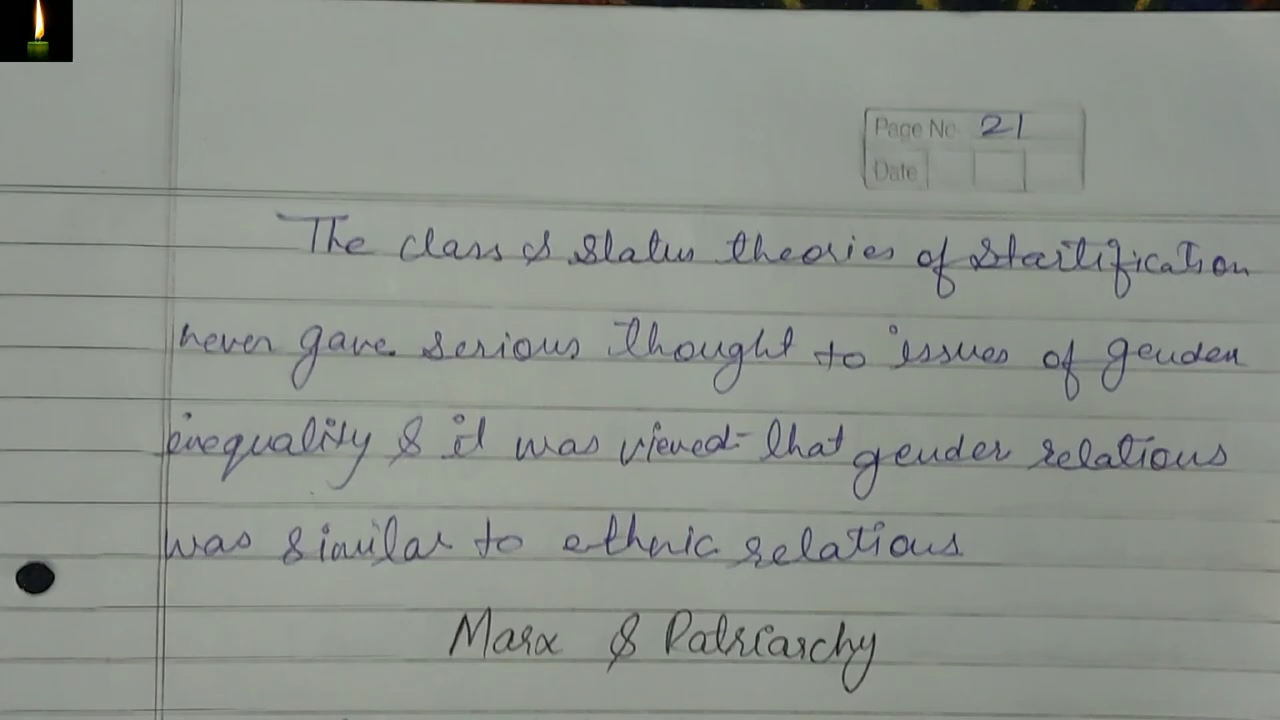 Page No. 21
Date
The class & status theories of startification
never gave serious thought to issues of gender
inequality & it was viewed that gender relations
was similar to ethnic relations
Marx & Patriarchy